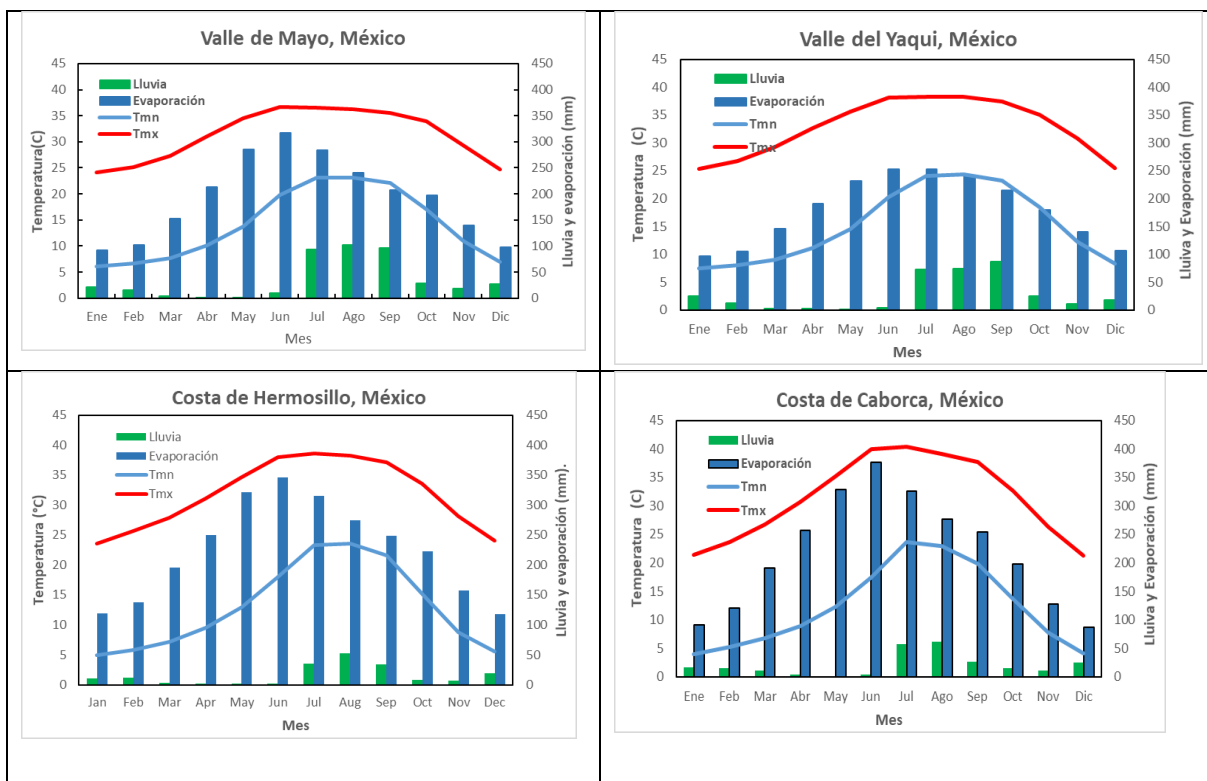 Valle de Mayo, México
Lluvia
Evaporación
Tmn
Tmx
Temperatura(C)
45
40
35
30
25
20
15
10
5
0
450
400
350
300
250
200
150
100
50
0
Lluvia y evaporación (mm)
Ene Feb Mar Abr May Jun Jul Ago Sep Oct Nov Dic
Mes
Valle del Yaqui, México
Lluvia
Evaporación
Tmn
Tmx
Temperatura (C)
45
40
35
30
25
20
15
10
5
0
450
400
350
300
250
200
150
100
50
0
Lluiva y Evaporación (mm)
Ene Feb Mar Abr May Jun Jul Ago Sep Oct Nov Dic
Mes
Costa de Hermosillo, México
Lluvia
Evaporación
Tmn
Tmx
Temperatura (°C)
45
40
35
30
25
20
15
10
5
0
450
400
350
300
250
200
150
100
50
0
Lluvia y evaporación (mm).
Jan Feb Mar Apr May Jun Jul Aug Sep Oct Nov Dec
Mes
Costa de Caborca, México
Lluvia
Evaporación
Tmn
Tmx
Temperatura (C)
45
40
35
30
25
20
15
10
5
0
450
400
350
300
250
200
150
100
50
0
Lluiva y Evaporación (mm)
Ene Feb Mar Abr May Jun Jul Ago Sep Oct Nov Dic
Mes